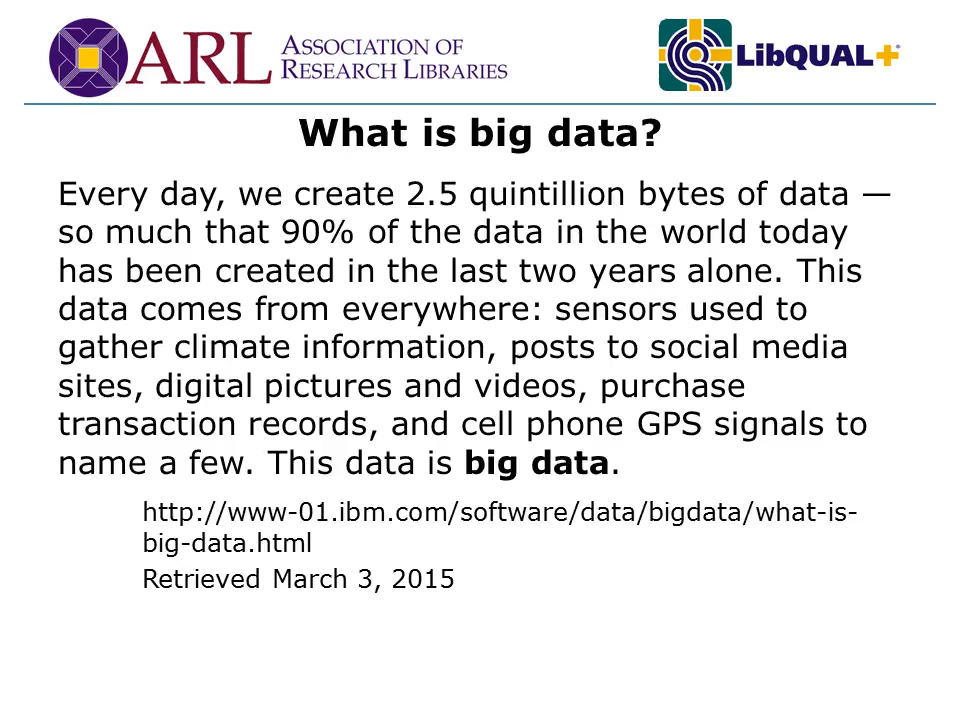 ARL ASSOCIATION OF
RESEARCH LIBRARIES
LibQUAL+®
What is big data?
Every day, we create 2.5 quintillion bytes of data —
so much that 90% of the data in the world today
has been created in the last two years alone. This
data comes from everywhere: sensors used to
gather climate information, posts to social media
sites, digital pictures and videos, purchase
transaction records, and cell phone GPS signals to
name a few. This data is big data.
http://www-01.ibm.com/software/data/bigdata/what-is-
big-data.html
Retrieved March 3, 2015